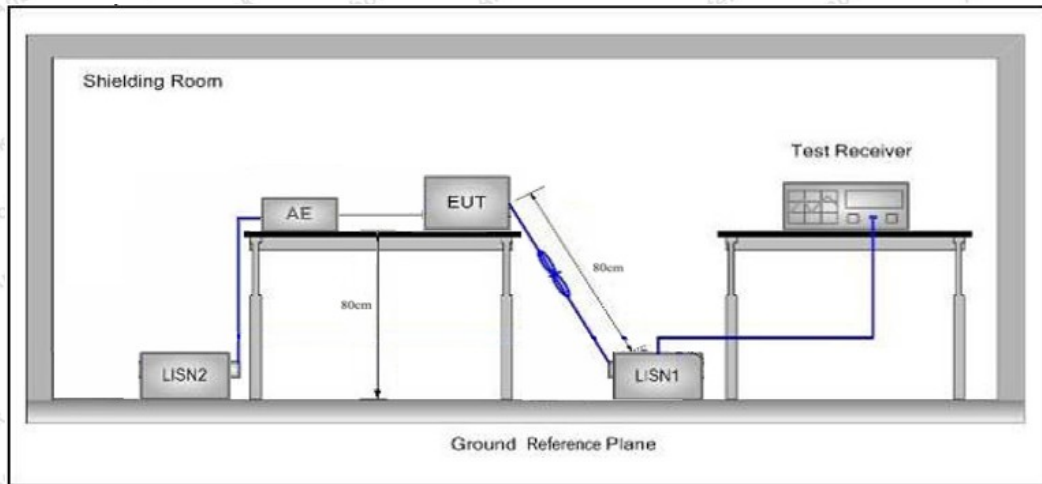 Shielding Room
Test Receiver
AE
EUT
80cm
80cm
LISN2
LISN1
Ground Reference Plane